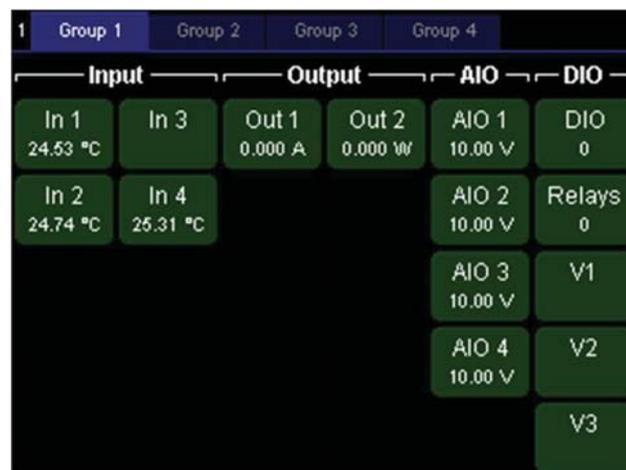 1 Group 1 Group 2 Group 3 Group 4
Input Output AIO DIO
In 1 In 3 Out 1 Out 2 AIO 1 DIO
24.53 °C 0.000 A 0.000 W 10.00 V 0
In 2 In 4 AIO 2 Relays
24.74 °C 25.31 °C 10.00 V 0
AIO 3 V1
10.00 V
AIO 4 V2
10.00 V
V3